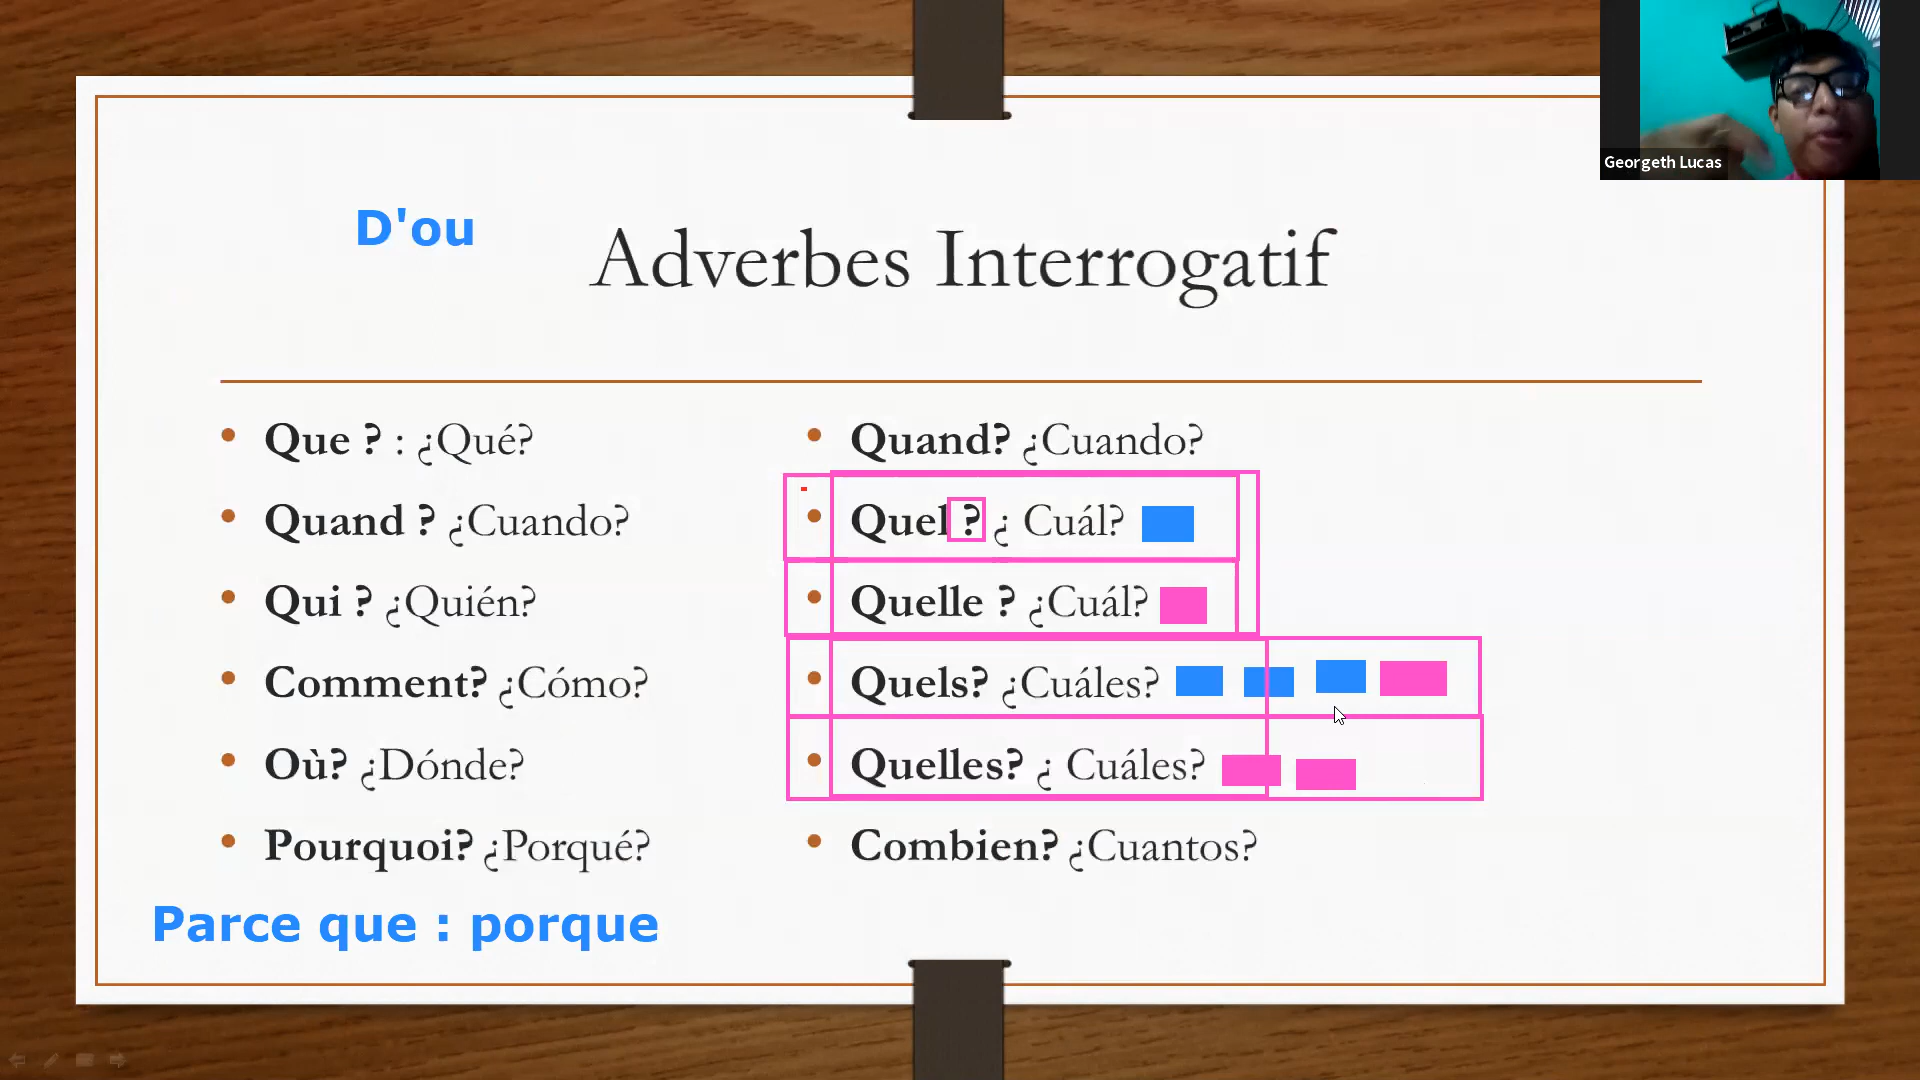 Georgeth Lucas
D'ou
Adverbes Interrogatif
Que ? : ¿Qué?
Quand ? ¿Cuando?
Qui ? ¿Quién?
Comment? ¿Cómo?
Où? ¿Dónde?
Pourquoi? ¿Porqué?
Quand? ¿Cuando?
Quel ? ¿ Cuál?
Quelle ? ¿Cuál?
Quels? ¿Cuáles?
Quelles? ¿ Cuáles?
Combien? ¿Cuantos?
Parce que : porque